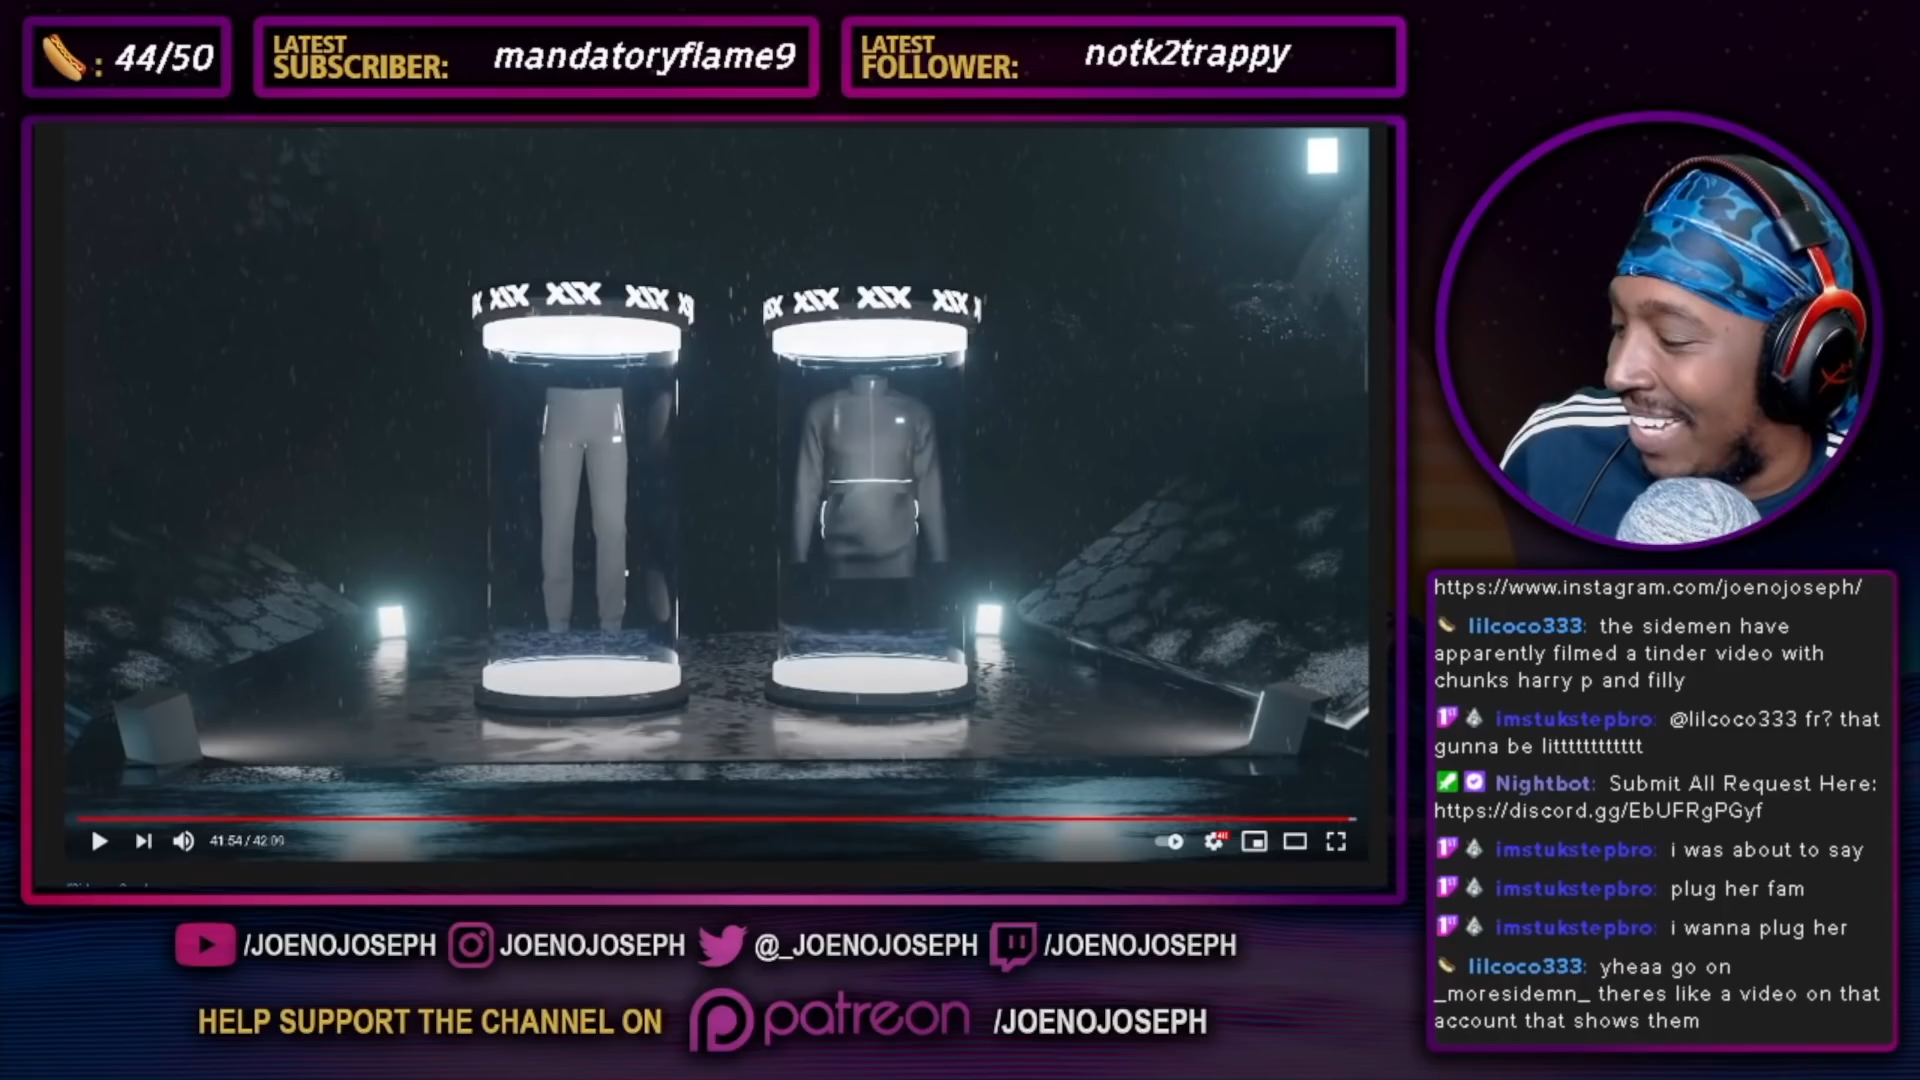 : 44/50
LATEST
SUBSCRIBER:
mandatoryflame9
LATEST
FOLLOWER:
notk2trappy
XIX XIX XIX
XIX XIX XIX
41:54 / 42:09
https://www.instagram.com/joenojoseph/
lilcoco333: the sidemen have
apparently filmed a tinder video with
chunks harry p and filly
imstukstepbro: @lilcoco333 fr? that
gunna be litttttttttttt
Nightbot: Submit All Request Here:
https://discord.gg/EbUFRgPGyf
imstukstepbro: i was about to say
imstukstepbro: plug her fam
imstukstepbro: i wanna plug her
lilcoco333: yheaa go on
_moresidemn_ theres like a video on that
account that shows them
/JOENOJOSEPH JOENOJOSEPH @_JOENOJOSEPH /JOENOJOSEPH
HELP SUPPORT THE CHANNEL ON patreon /JOENOJOSEPH